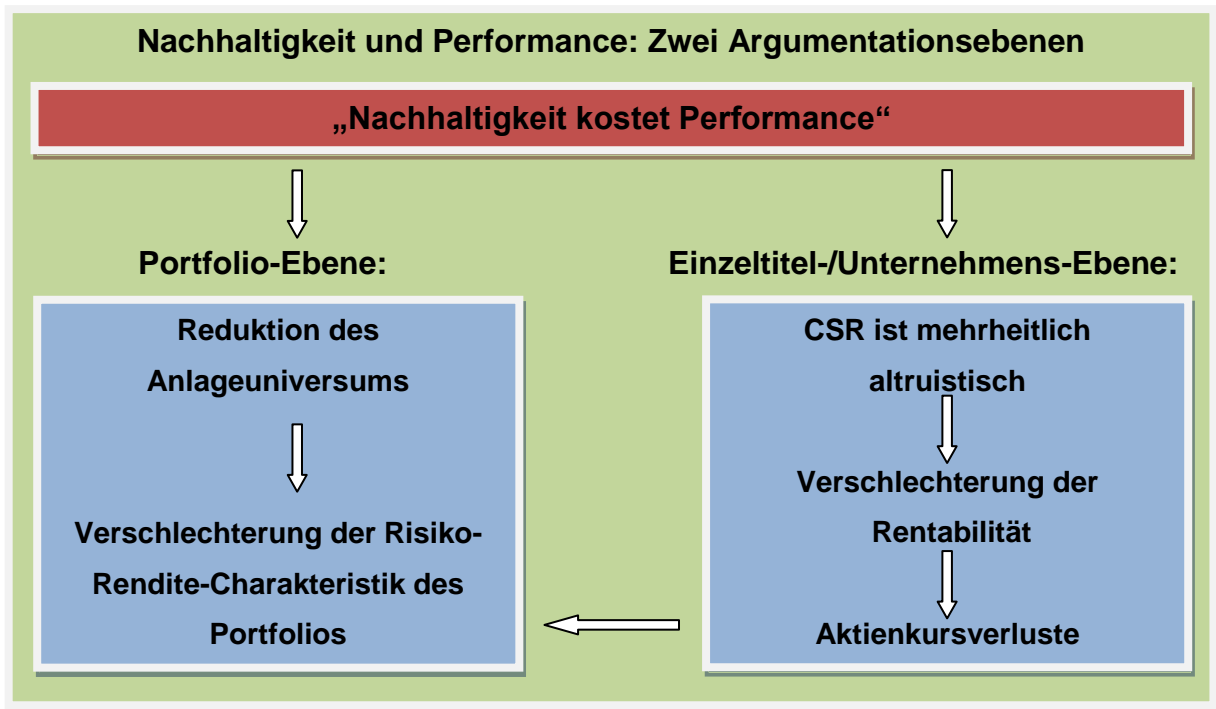 Nachhaltigkeit und Performance: Zwei Argumentationsebenen
„Nachhaltigkeit kostet Performance“
Portfolio-Ebene:
Reduktion des
Anlageuniversums
Verschlechterung der Risiko-
Rendite-Charakteristik des
Portfolios
Einzeltitel-/Unternehmens-Ebene:
CSR ist mehrheitlich
altruistisch
Verschlechterung der
Rentabilität
Aktienkursverluste